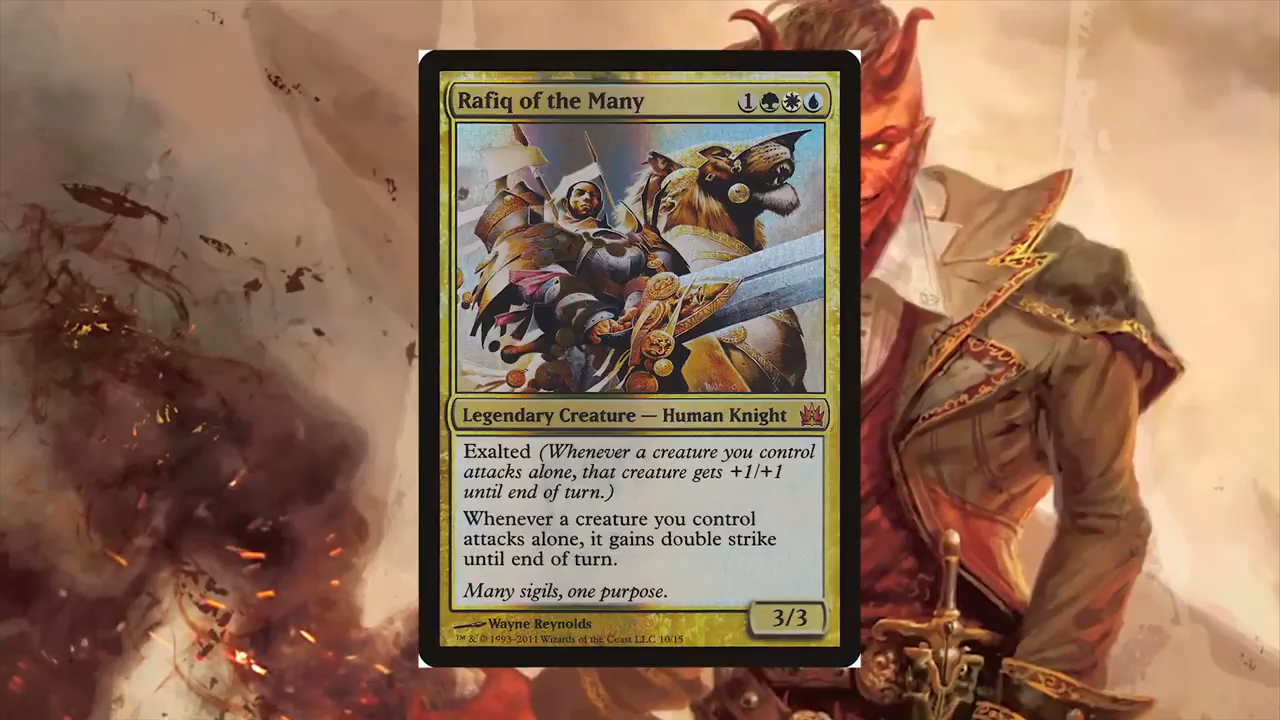 Rafiq of the Many 1
Legendary Creature — Human Knight
Exalted (Whenever a creature you control
attacks alone, that creature gets +1/+1
until end of turn.)
Whenever a creature you control
attacks alone, it gains double strike
until end of turn.
Many sigils, one purpose.
3/3
Wayne Reynolds
™ & © 1993–2011 Wizards of the Coast LLC 10/15